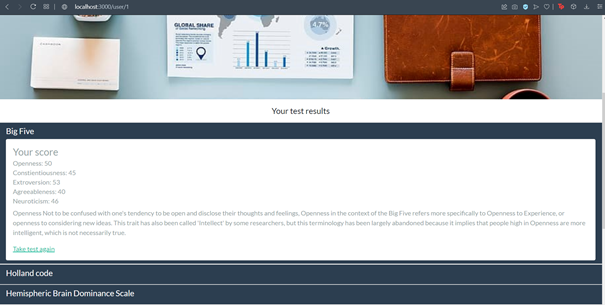 localhost:3000/user/1
GLOBAL SHARE
47%
Growth
Your test results
Big Five
Your score
Openness: 50
Constientiousness: 45
Extroversion: 53
Agreeableness: 40
Neuroticism: 46
Openness Not to be confused with one's tendency to be open and disclose their thoughts and feelings, Openness in the context of the Big Five refers more specifically to Openness to Experience, or
openness to considering new ideas. This trait has also been called 'Intellect' by some researchers, but this terminology has been largely abandoned because it implies that people high in Openness are more
intelligent, which is not necessarily true.
Take test again
Holland code
Hemispheric Brain Dominance Scale